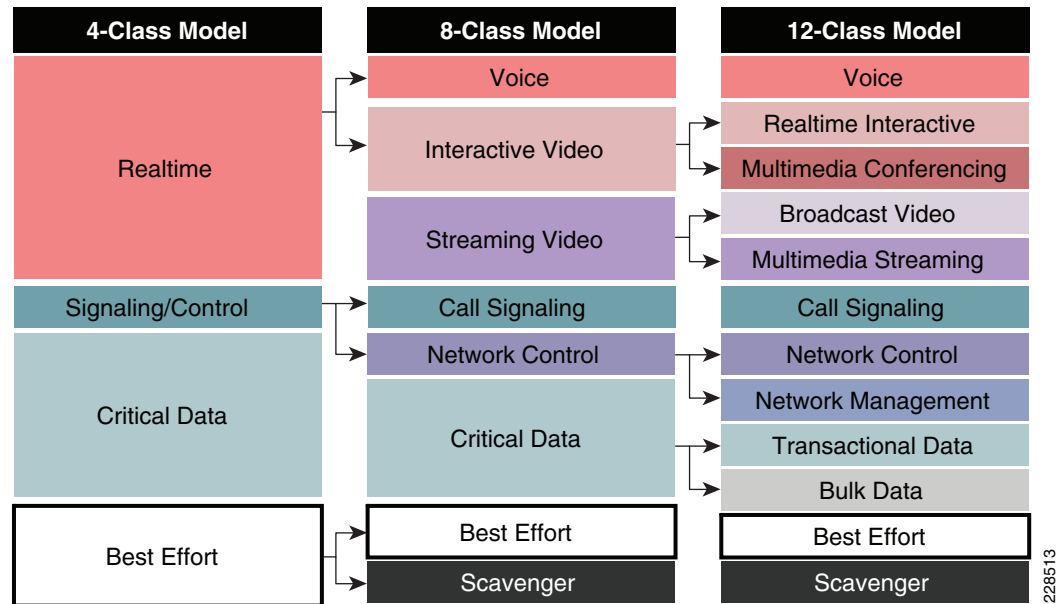 4-Class Model
8-Class Model
12-Class Model
Realtime
Signaling/Control
Critical Data
Best Effort
Voice
Interactive Video
Streaming Video
Call Signaling
Network Control
Critical Data
Best Effort
Scavenger
Voice
Realtime Interactive
Multimedia Conferencing
Broadcast Video
Multimedia Streaming
Call Signaling
Network Control
Network Management
Transactional Data
Bulk Data
Best Effort
Scavenger
228513